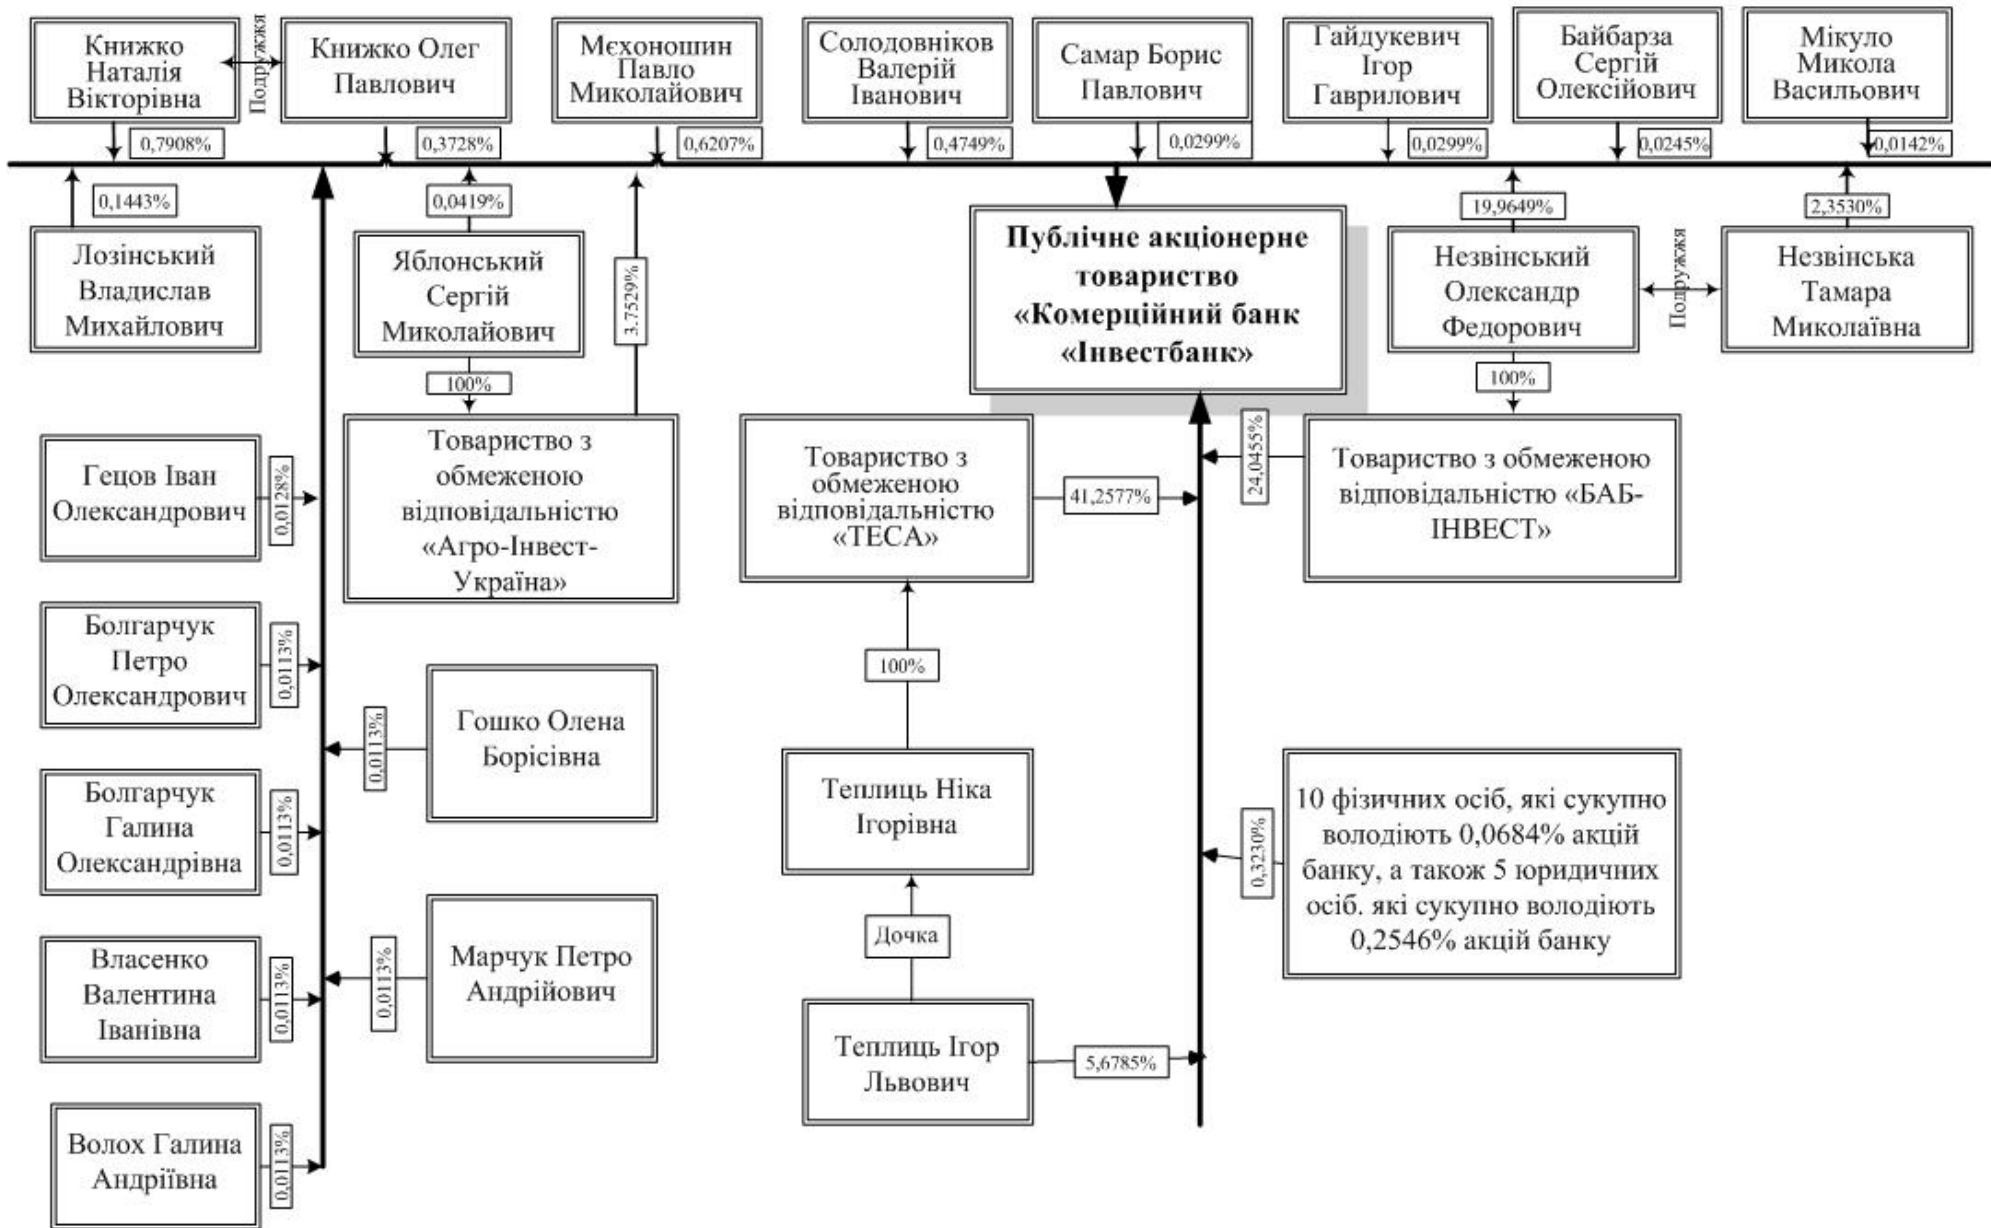 Книжко
Наталія
Вікторівна
Подружжя
Книжко Олег
Павлович
Мєхоношин
Павло
Миколайович
Солодовніков
Валерій
Іванович
Самар Борис
Павлович
Гайдукевич
Ігор
Гаврилович
Байбарза
Сергій
Олексійович
Мікуло
Микола
Васильович
0,7908%
0,3728%
0,6207%
0,4749%
0,0299%
0,0299%
0,0245%
0,0142%
0,1443%
0,0419%
3.7529%
19,9649%
2,3530%
Лозінський
Владислав
Михайлович
Яблонський
Сергій
Миколайович
Публічне акціонерне
товариство
«Комерційний банк
«Інвестбанк»
Незвінський
Олександр
Федорович
Подружжя
Незвінська
Тамара
Миколаївна
100%
100%
Гецов Іван
Олександрович
0,0128%
Товариство з
обмеженою
відповідальністю
«Агро-Інвест-
Україна»
Товариство з
обмеженою
відповідальністю
«ТЕСА»
41,2577%
24,0455%
Товариство з обмеженою
відповідальністю «БАБ-
ІНВЕСТ»
Болгарчук
Петро
Олександрович
0,0113%
100%
Гошко Олена
Борісівна
0,0113%
Болгарчук
Галина
Олександрівна
0,0113%
Теплиць Ніка
Ігорівна
0,3230%
10 фізичних осіб, які сукупно
володіють 0,0684% акцій
банку, а також 5 юридичних
осіб. які сукупно володіють
0,2546% акцій банку
Дочка
Власенко
Валентина
Іванівна
0,0113%
0,0113%
Марчук Петро
Андрійович
Теплиць Ігор
Львович
5,6785%
Волох Галина
Андріївна
0,0113%